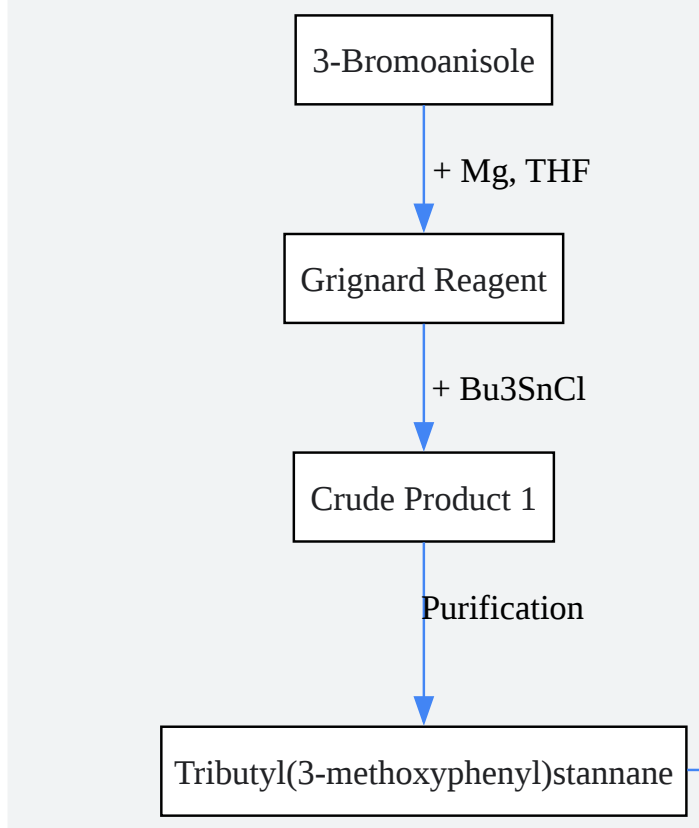 3-Bromoanisole
+ Mg, THF
Grignard Reagent
+ Bu3SnCl
Crude Product 1
Purification
Tributyl(3-methoxyphenyl)stannane